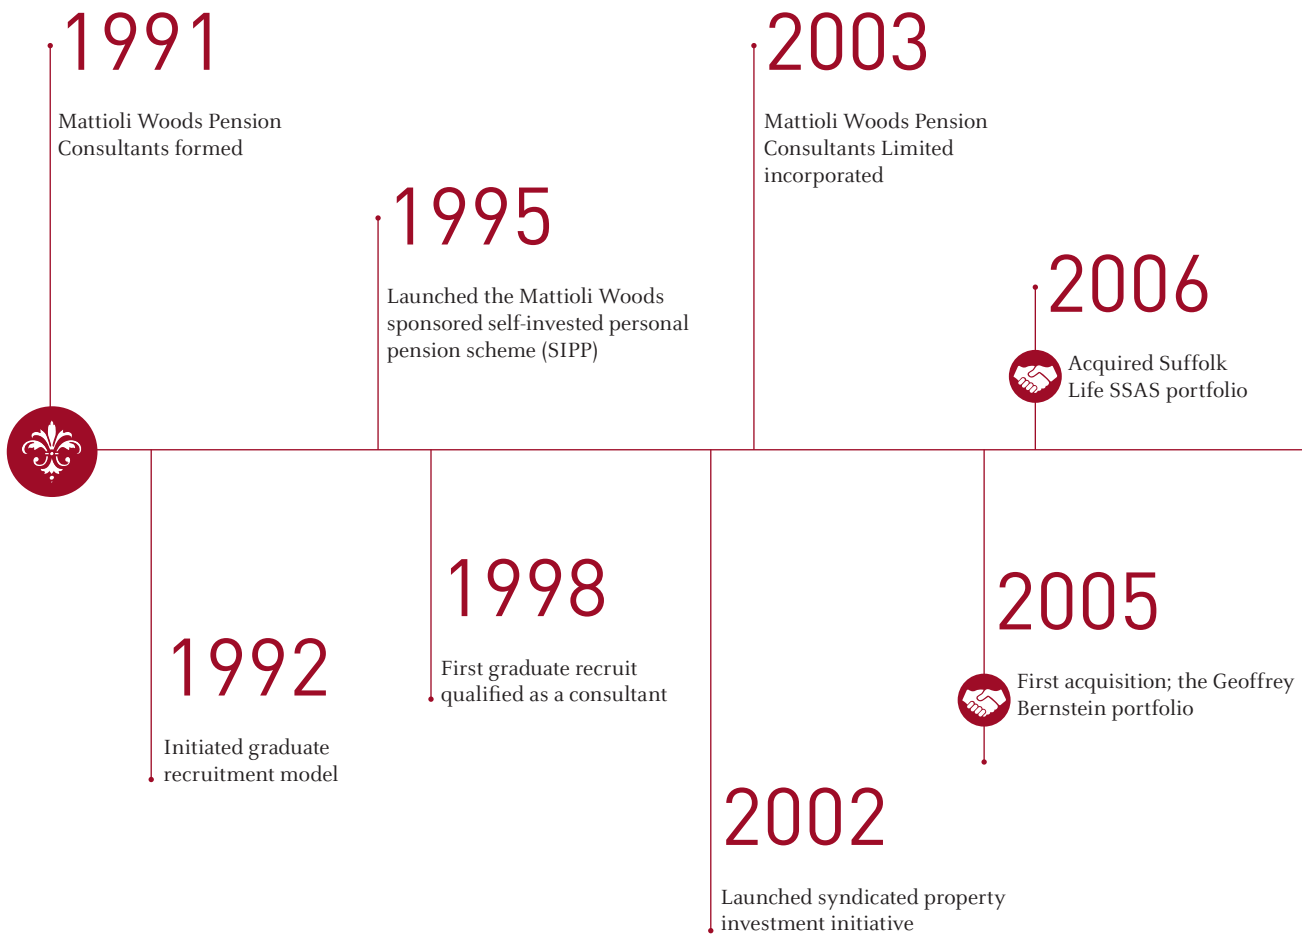 1991
Mattioli Woods Pension
Consultants formed
1992
Initiated graduate
recruitment model
1995
Launched the Mattioli Woods
sponsored self-invested personal
pension scheme (SIPP)
1998
First graduate recruit
qualified as a consultant
2002
Launched syndicated property
investment initiative
2003
Mattioli Woods Pension
Consultants Limited
incorporated
2005
First acquisition; the Geoffrey
Bernstein portfolio
2006
Acquired Suffolk
Life SSAS portfolio